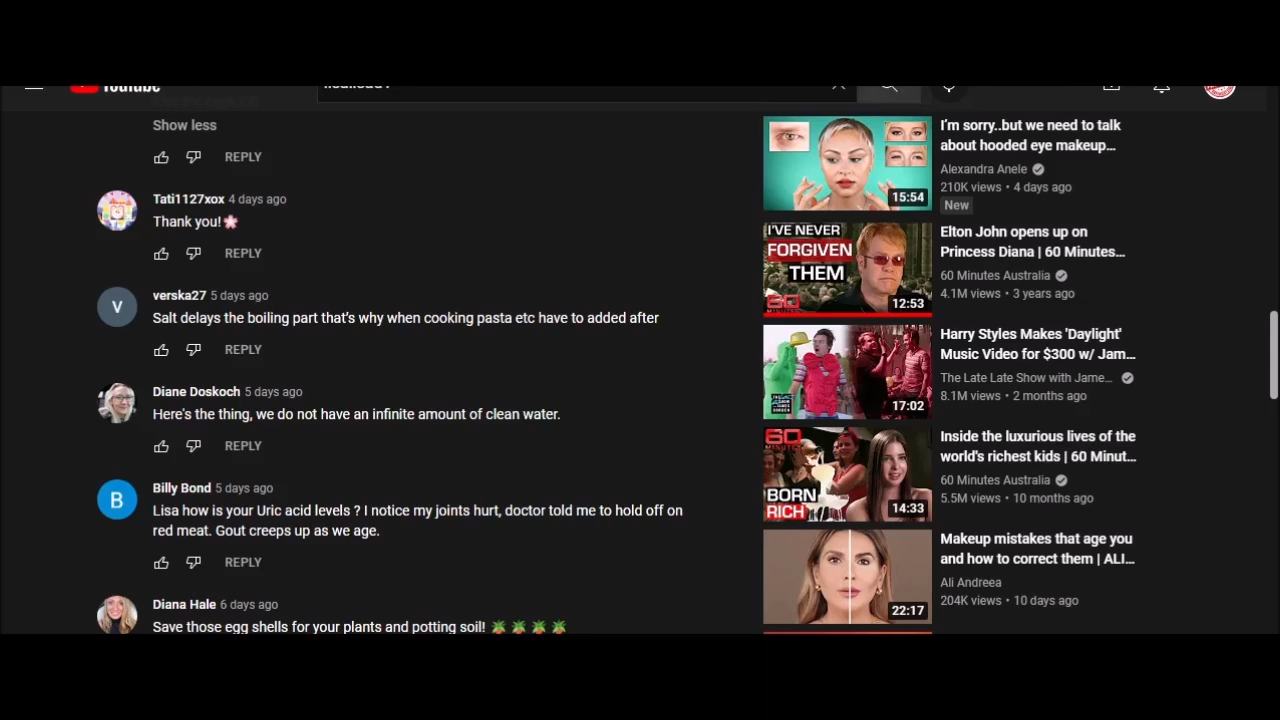 YouTube
Show less
REPLY
Tati1127xox 4 days ago
Thank you!🌸
REPLY
V
verska27 5 days ago
Salt delays the boiling part that's why when cooking pasta etc have to added after
REPLY
Diane Doskoch 5 days ago
Here's the thing, we do not have an infinite amount of clean water.
REPLY
B
Billy Bond 5 days ago
Lisa how is your Uric acid levels ? I notice my joints hurt, doctor told me to hold off on
red meat. Gout creeps up as we age.
REPLY
Diana Hale 6 days ago
Save those egg shells for your plants and potting soil! 🪴🪴🪴🪴
15:54
I'm sorry..but we need to talk
about hooded eye makeup...
Alexandra Anele
210K views • 4 days ago
New
I'VE NEVER
FORGIVEN
THEM
60
12:53
Elton John opens up on
Princess Diana | 60 Minutes...
60 Minutes Australia
4.1M views • 3 years ago
17:02
Harry Styles Makes 'Daylight'
Music Video for $300 w/ Jam...
The Late Late Show with Jame...
8.1M views • 2 months ago
60
BORN
RICH
14:33
Inside the luxurious lives of the
world's richest kids | 60 Minut...
60 Minutes Australia
5.5M views • 10 months ago
22:17
Makeup mistakes that age you
and how to correct them | ALI...
Ali Andreea
204K views • 10 days ago